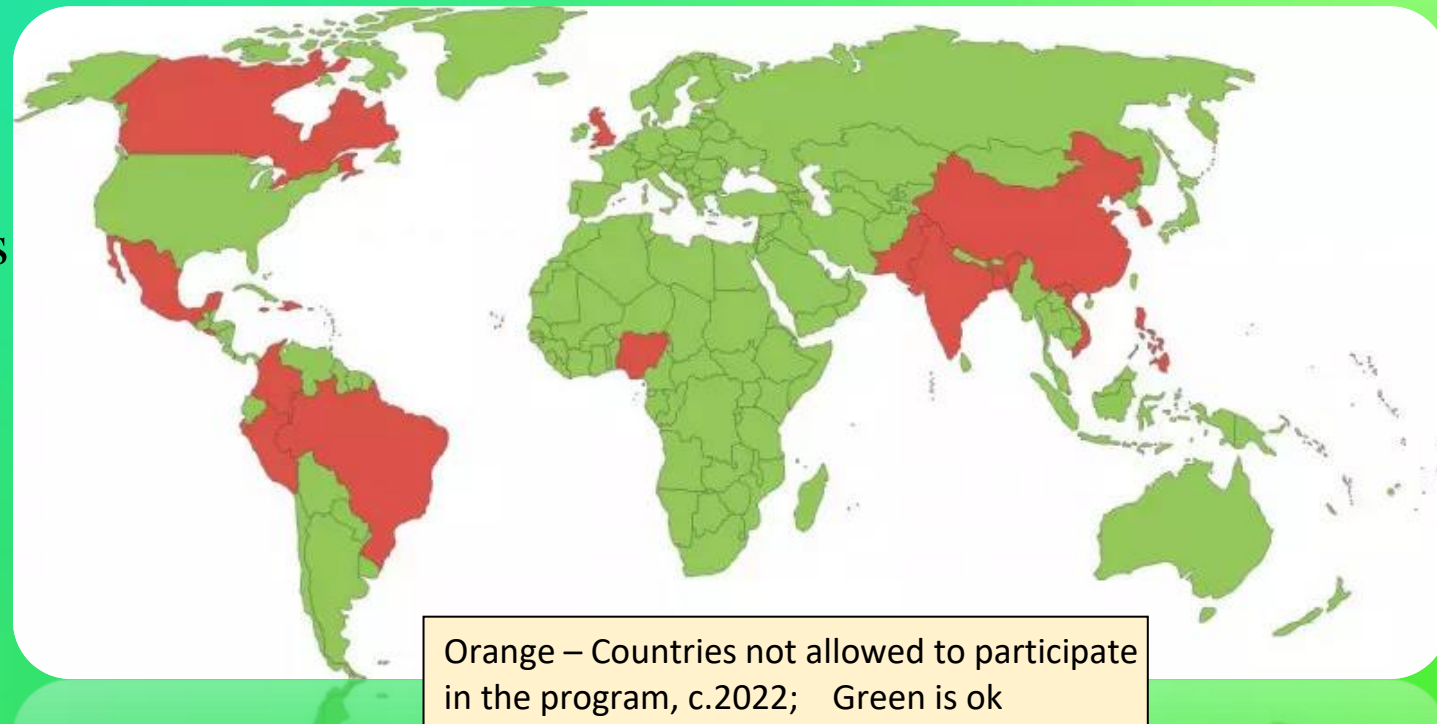 s
Orange – Countries not allowed to participate
in the program, c.2022; Green is ok